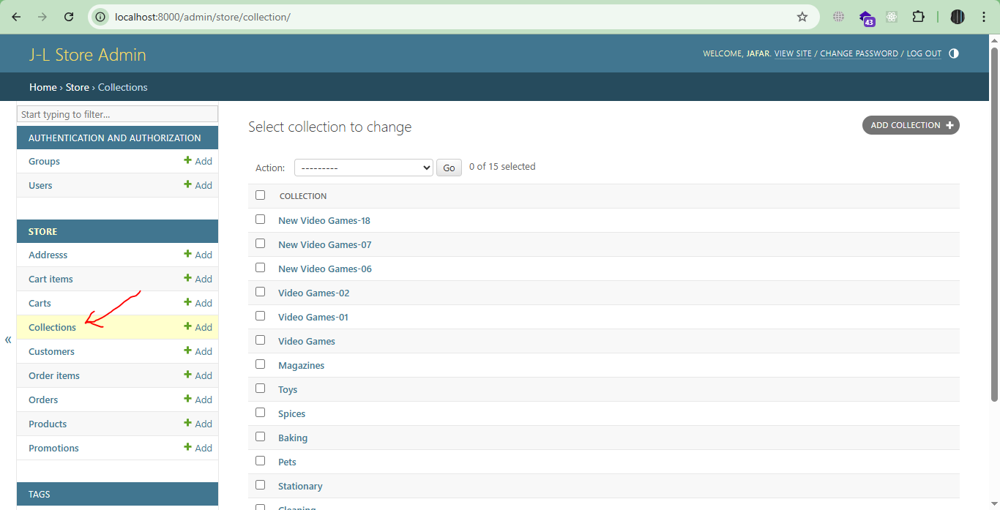 localhost:8000/admin/store/collection/
43
J-L Store Admin
WELCOME, JAFAR. VIEW SITE / CHANGE PASSWORD / LOG OUT
Home › Store › Collections
Start typing to filter...
AUTHENTICATION AND AUTHORIZATION
Groups + Add
Users + Add
STORE
Addresss + Add
Cart items + Add
Carts + Add
Collections + Add
Customers + Add
Order items + Add
Orders + Add
Products + Add
Promotions + Add
TAGS
«
Select collection to change
ADD COLLECTION +
Action: --------- Go 0 of 15 selected
COLLECTION
New Video Games-18
New Video Games-07
New Video Games-06
Video Games-02
Video Games-01
Video Games
Magazines
Toys
Spices
Baking
Pets
Stationary
Cleaning